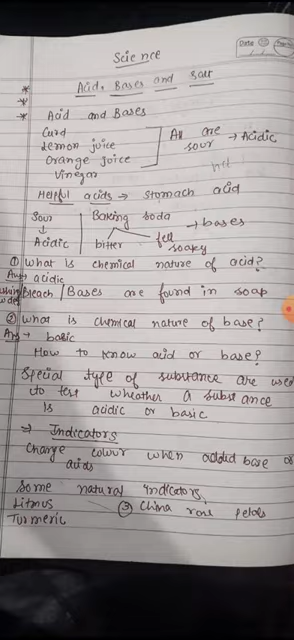 Science
Date
Acid, Bases and Salt
* Acid and Bases
Curd
Lemon juice
Orange juice
Vinegar
All are sour → Acidic
Helpful acids → Stomach acid
Sour ↓ Acidic
Baking soda → bases
bitter feel soapy
① What is chemical nature of acid?
Ans→ acidic
Bleach / Bases are found in soap
② What is chmical nature of base?
Ans→ basic
How to know acid or base?
Special type of substance are used
to test wheather a substance
is acidic or basic
⇒ Indicators
Change colour when added base or
acids
Some natural indicators
Litmus ③ China rose petals
Turmeric